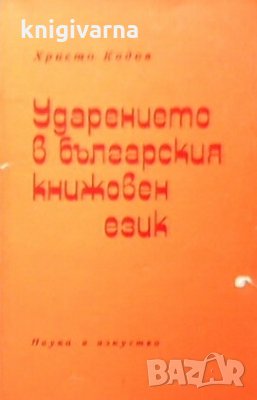 knigivarna
Христо Кодов
Ударението
в българския
книжовен
език
Наука и изкуство
BAZAR